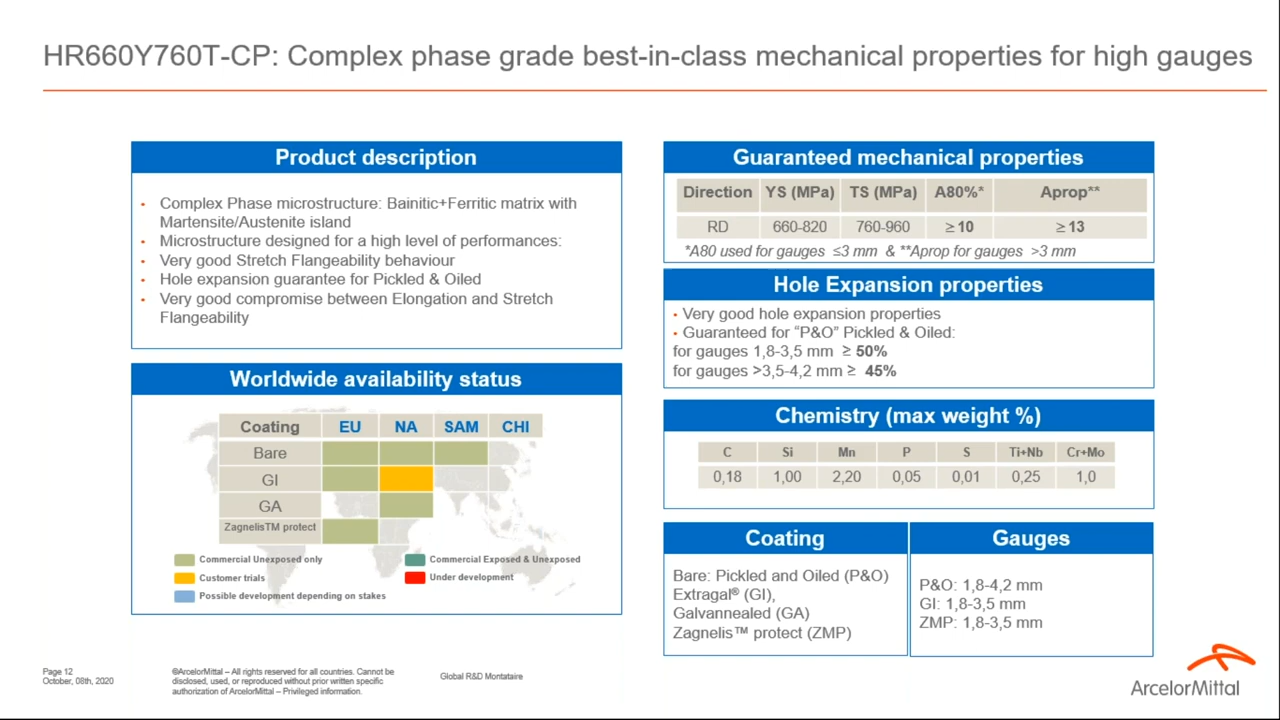 HR660Y760T-CP: Complex phase grade best-in-class mechanical properties for high gauges
Product description
• Complex Phase microstructure: Bainitic+Ferritic matrix with
Martensite/Austenite island
• Microstructure designed for a high level of performances:
• Very good Stretch Flangeability behaviour
• Hole expansion guarantee for Pickled & Oiled
• Very good compromise between Elongation and Stretch
Flangeability
Worldwide availability status
Coating EU NA SAM CHI
Bare
GI
GA
ZagnelisTM protect
Commercial Unexposed only
Commercial Exposed & Unexposed
Customer trials
Under development
Possible development depending on stakes
Guaranteed mechanical properties
Direction YS (MPa) TS (MPa) A80%* Aprop**
RD 660-820 760-960 ≥ 10 ≥ 13
*A80 used for gauges ≤3 mm & **Aprop for gauges >3 mm
Hole Expansion properties
• Very good hole expansion properties
• Guaranteed for “P&O” Pickled & Oiled:
for gauges 1,8-3,5 mm ≥ 50%
for gauges >3,5-4,2 mm ≥ 45%
Chemistry (max weight %)
C Si Mn P S Ti+Nb Cr+Mo
0,18 1,00 2,20 0,05 0,01 0,25 1,0
Coating
Bare: Pickled and Oiled (P&O)
Extragal® (GI),
Galvannealed (GA)
Zagnelis™ protect (ZMP)
Gauges
P&O: 1,8-4,2 mm
GI: 1,8-3,5 mm
ZMP: 1,8-3,5 mm
Page 12
October, 08th, 2020
©ArcelorMittal – All rights reserved for all countries. Cannot be
disclosed, used, or reproduced without prior written specific
authorization of ArcelorMittal – Privileged information.
Global R&D Montataire
ArcelorMittal